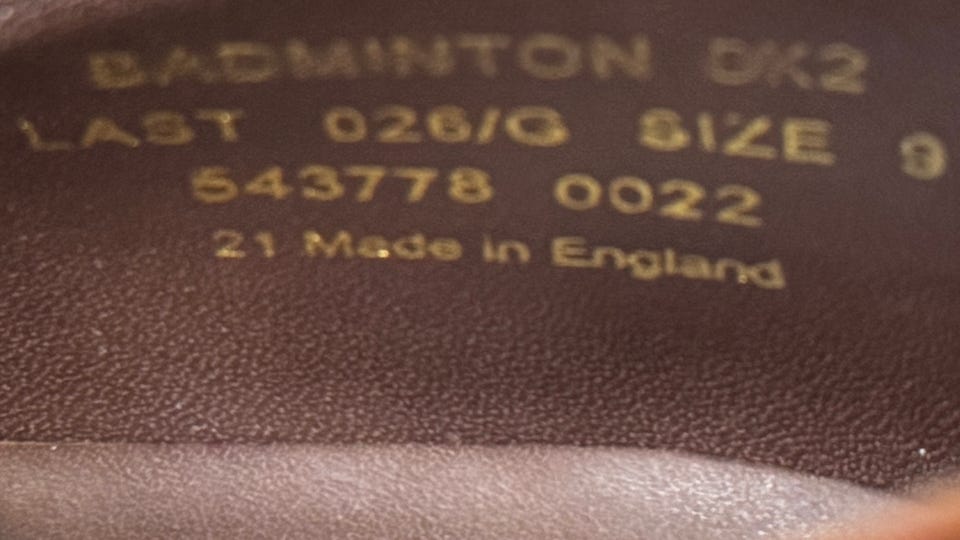 BADMINTON DK2
LAST 026/G SIZE 9
543778 0022
21 Made in England